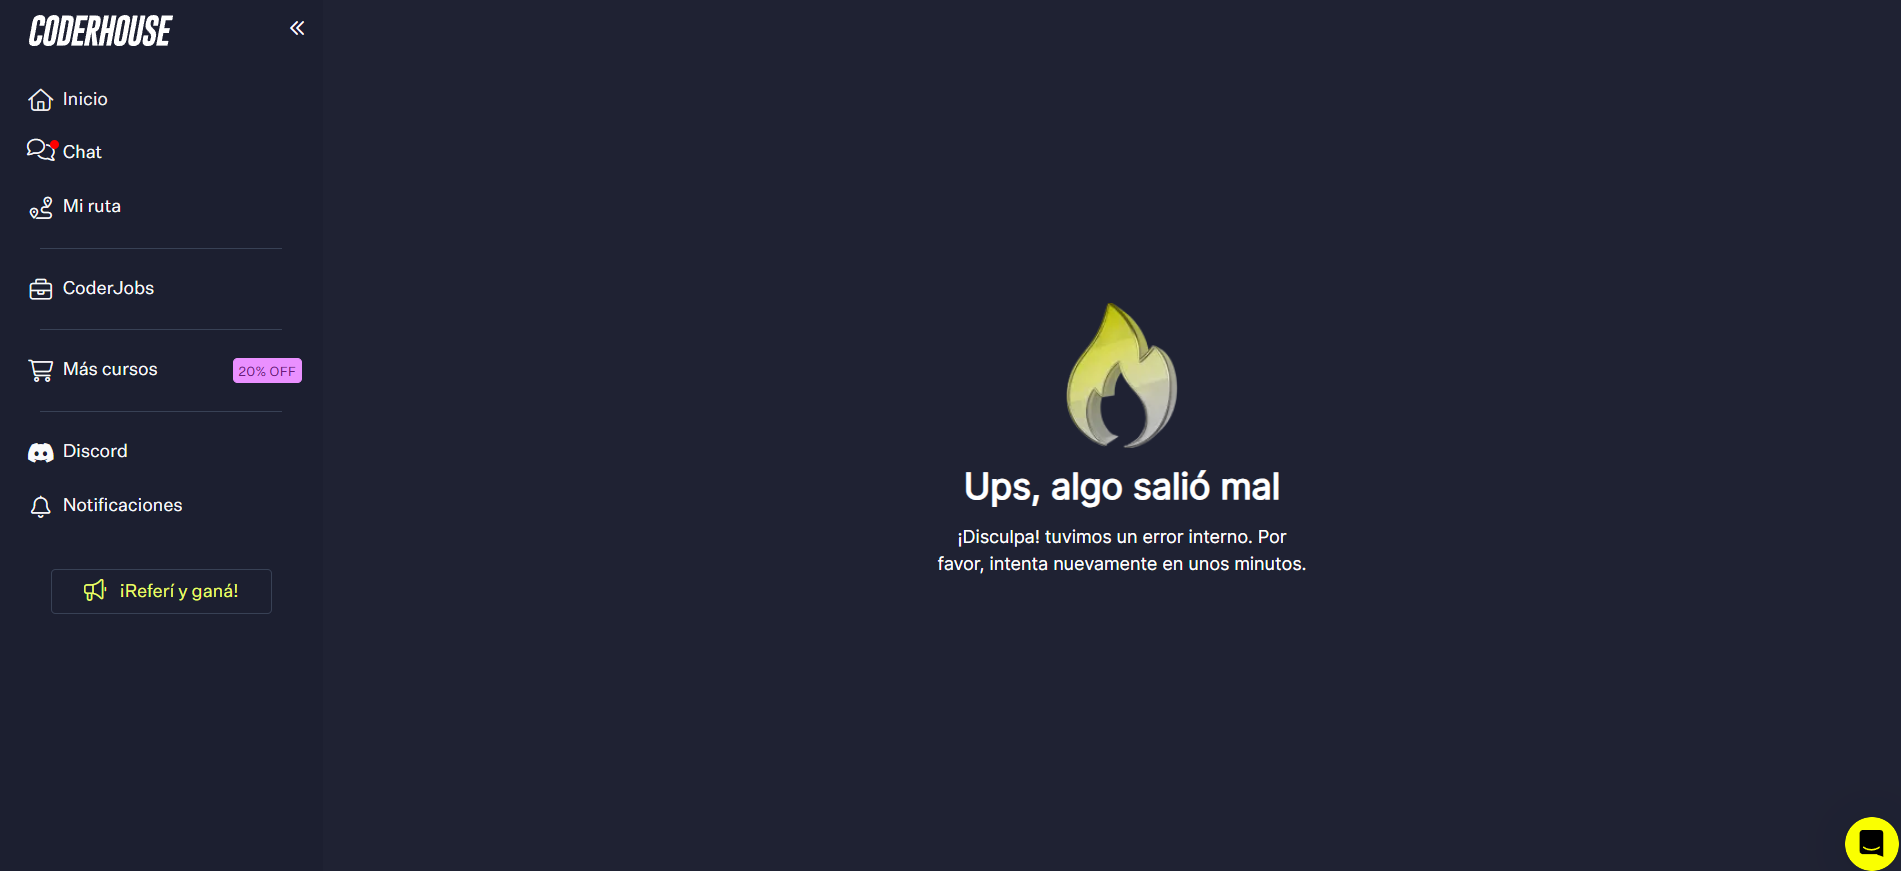 CODERHOUSE
Inicio
Chat
Mi ruta
CoderJobs
Más cursos
20% OFF
Discord
Notificaciones
¡Referí y ganá!
Ups, algo salió mal
¡Disculpa! tuvimos un error interno. Por
favor, intenta nuevamente en unos minutos.